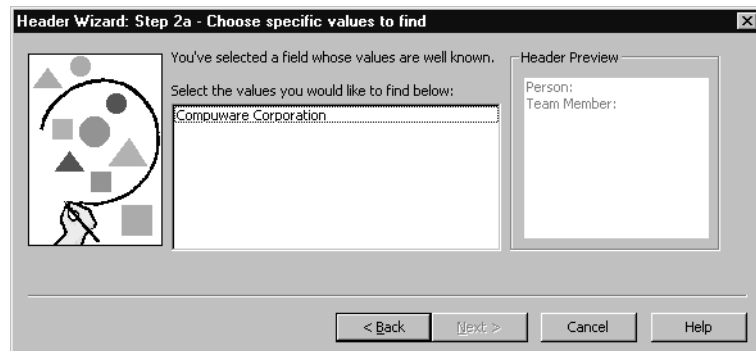 Header Wizard: Step 2a - Choose specific values to find
You've selected a field whose values are well known.
Select the values you would like to find below:
Compuware Corporation
Header Preview
Person:
Team Member:
< Back
Next >
Cancel
Help